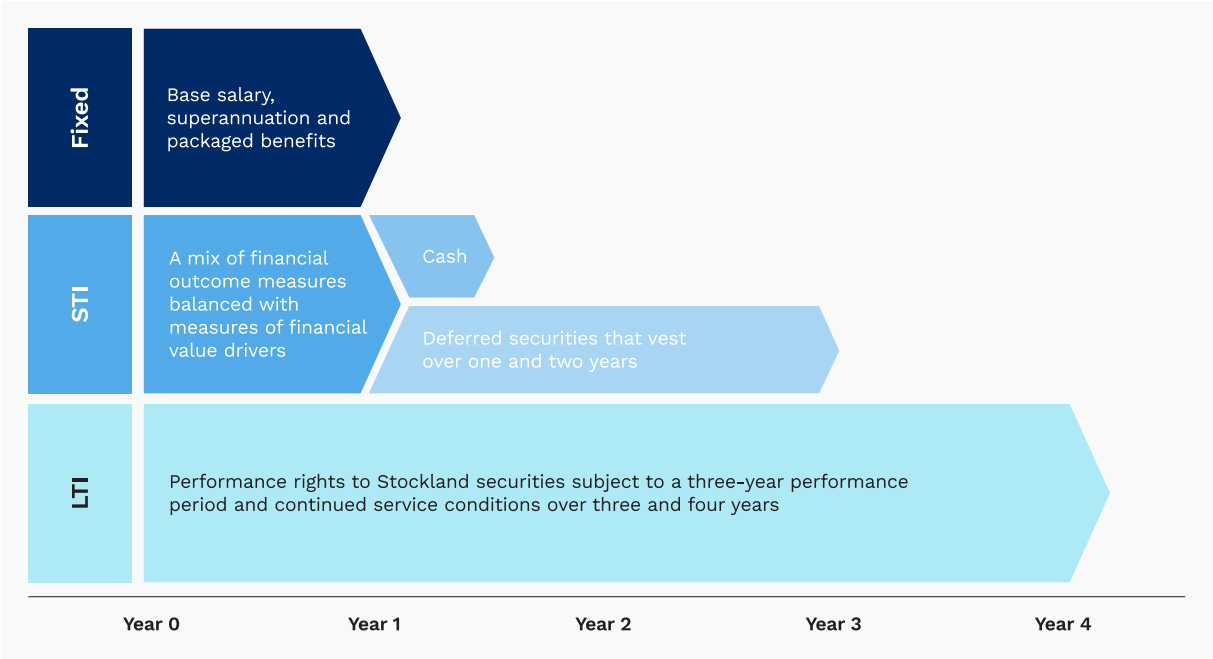 Fixed
Base salary,
superannuation and
packaged benefits
STI
A mix of financial
outcome measures
balanced with
measures of financial
value drivers
Cash
Deferred securities that vest
over one and two years
LTI
Performance rights to Stockland securities subject to a three-year performance
period and continued service conditions over three and four years
Year 0
Year 1
Year 2
Year 3
Year 4